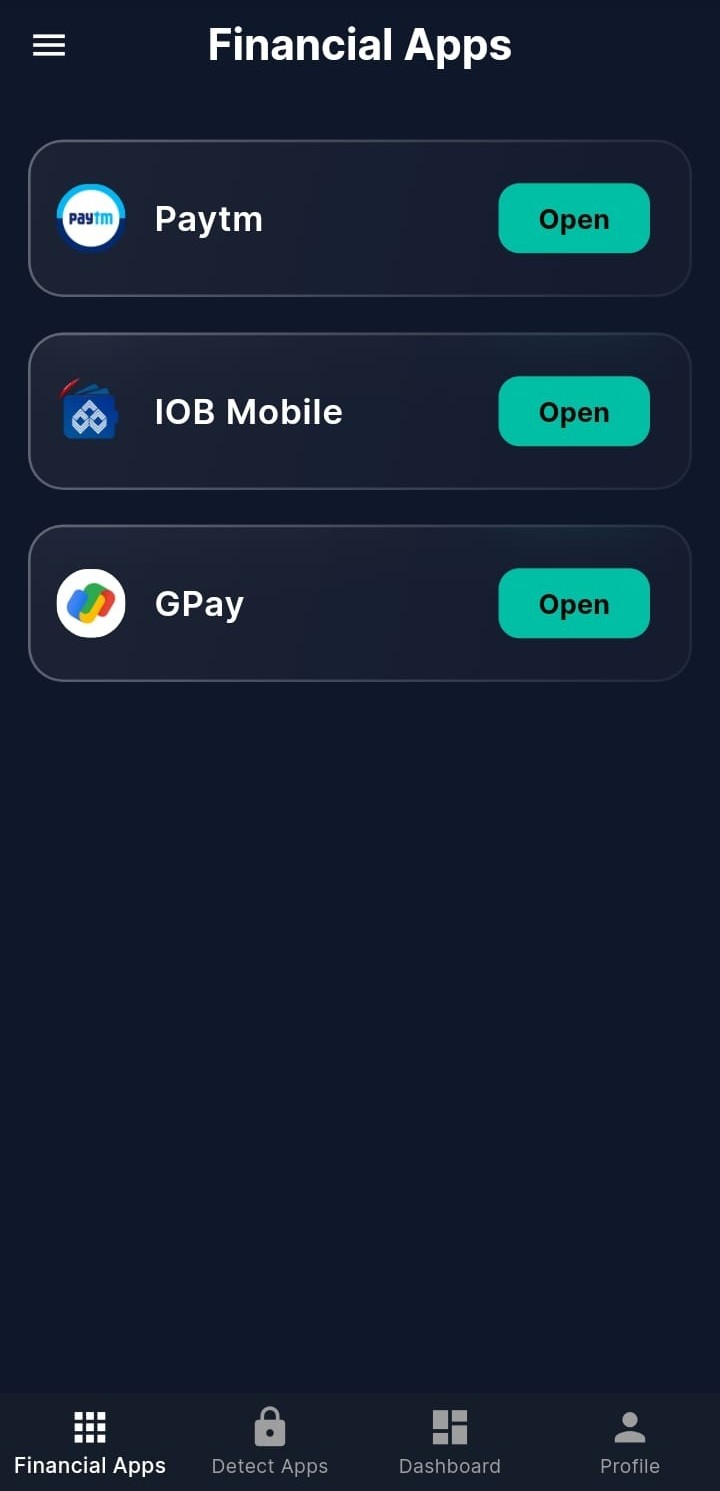 Financial Apps
paytm
Paytm
Open
IOB Mobile
Open
GPay
Open
Financial Apps
Detect Apps
Dashboard
Profile